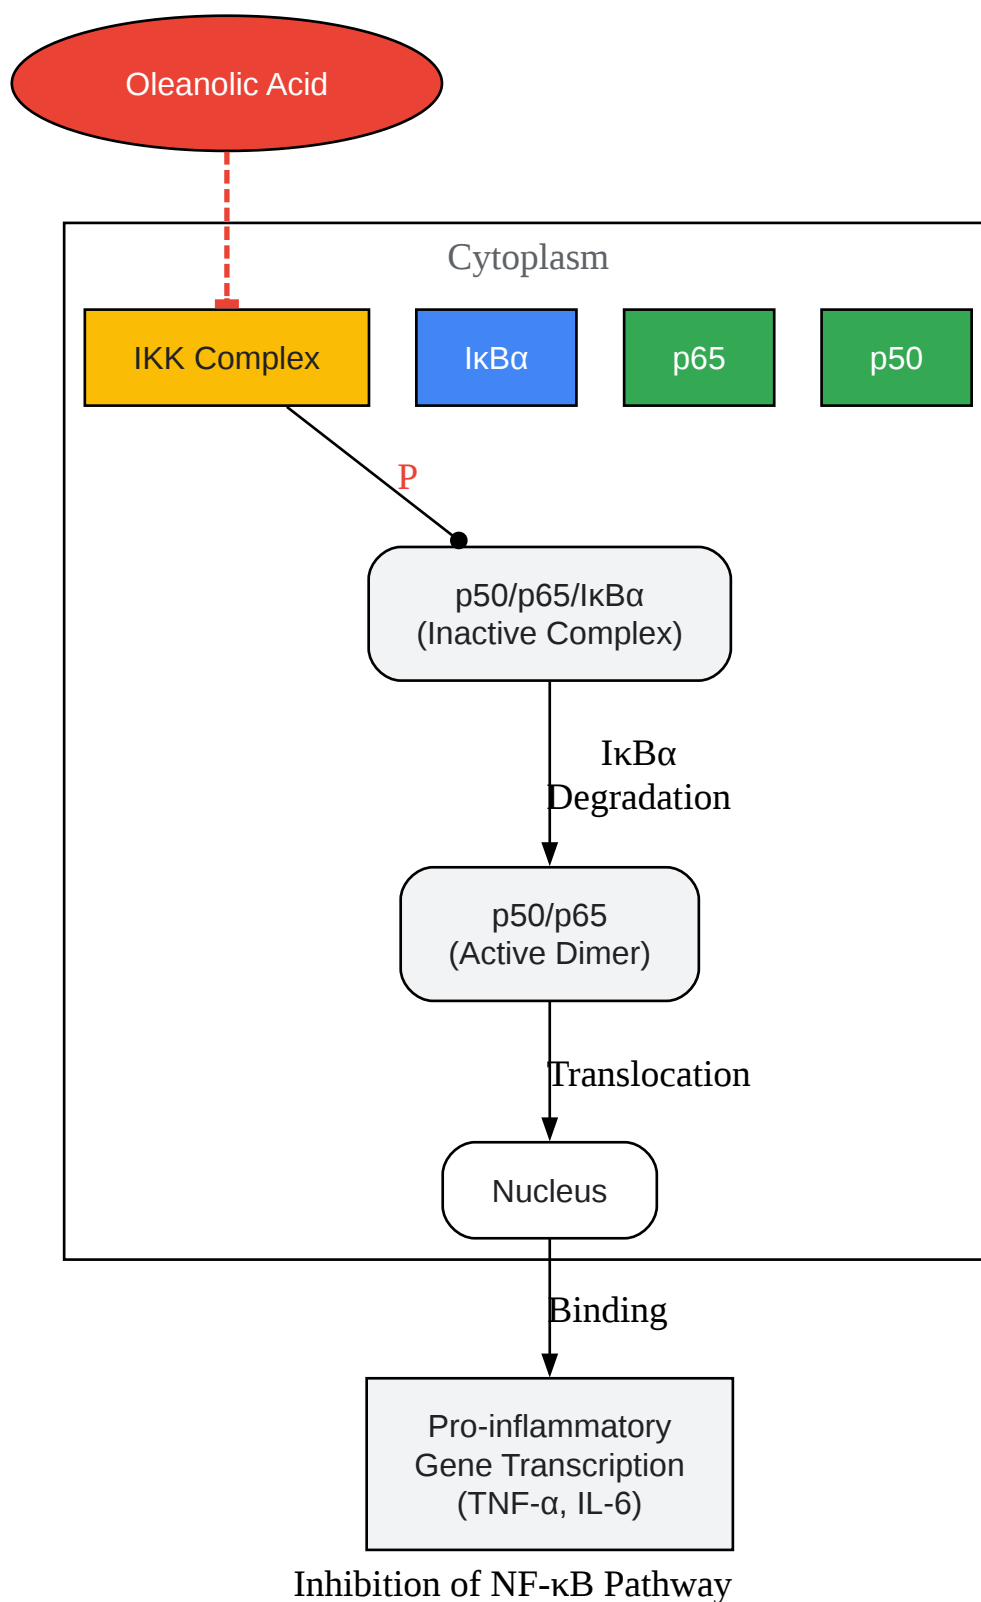 Oleanolic Acid
Cytoplasm
IKK Complex
IκBα
p65
p50
P
p50/p65/IκBα
(Inactive Complex)
IκBα
Degradation
p50/p65
(Active Dimer)
Translocation
Nucleus
Binding
Pro-inflammatory
Gene Transcription
(TNF-α, IL-6)
Inhibition of NF-κB Pathway